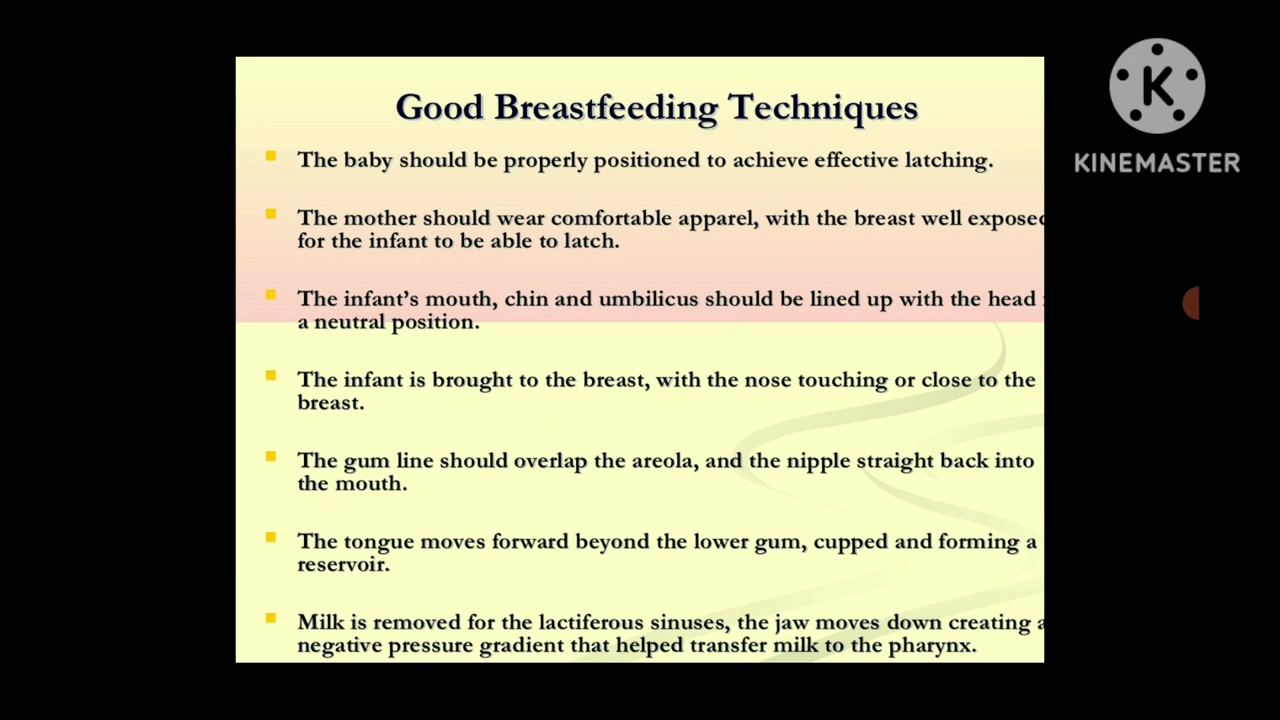 Good Breastfeeding Techniques
The baby should be properly positioned to achieve effective latching.
The mother should wear comfortable apparel, with the breast well exposed
for the infant to be able to latch.
The infant's mouth, chin and umbilicus should be lined up with the head
a neutral position.
The infant is brought to the breast, with the nose touching or close to the
breast.
The gum line should overlap the areola, and the nipple straight back into
the mouth.
The tongue moves forward beyond the lower gum, cupped and forming a
reservoir.
Milk is removed for the lactiferous sinuses, the jaw moves down creating a
negative pressure gradient that helped transfer milk to the pharynx.
K
KINEMASTER